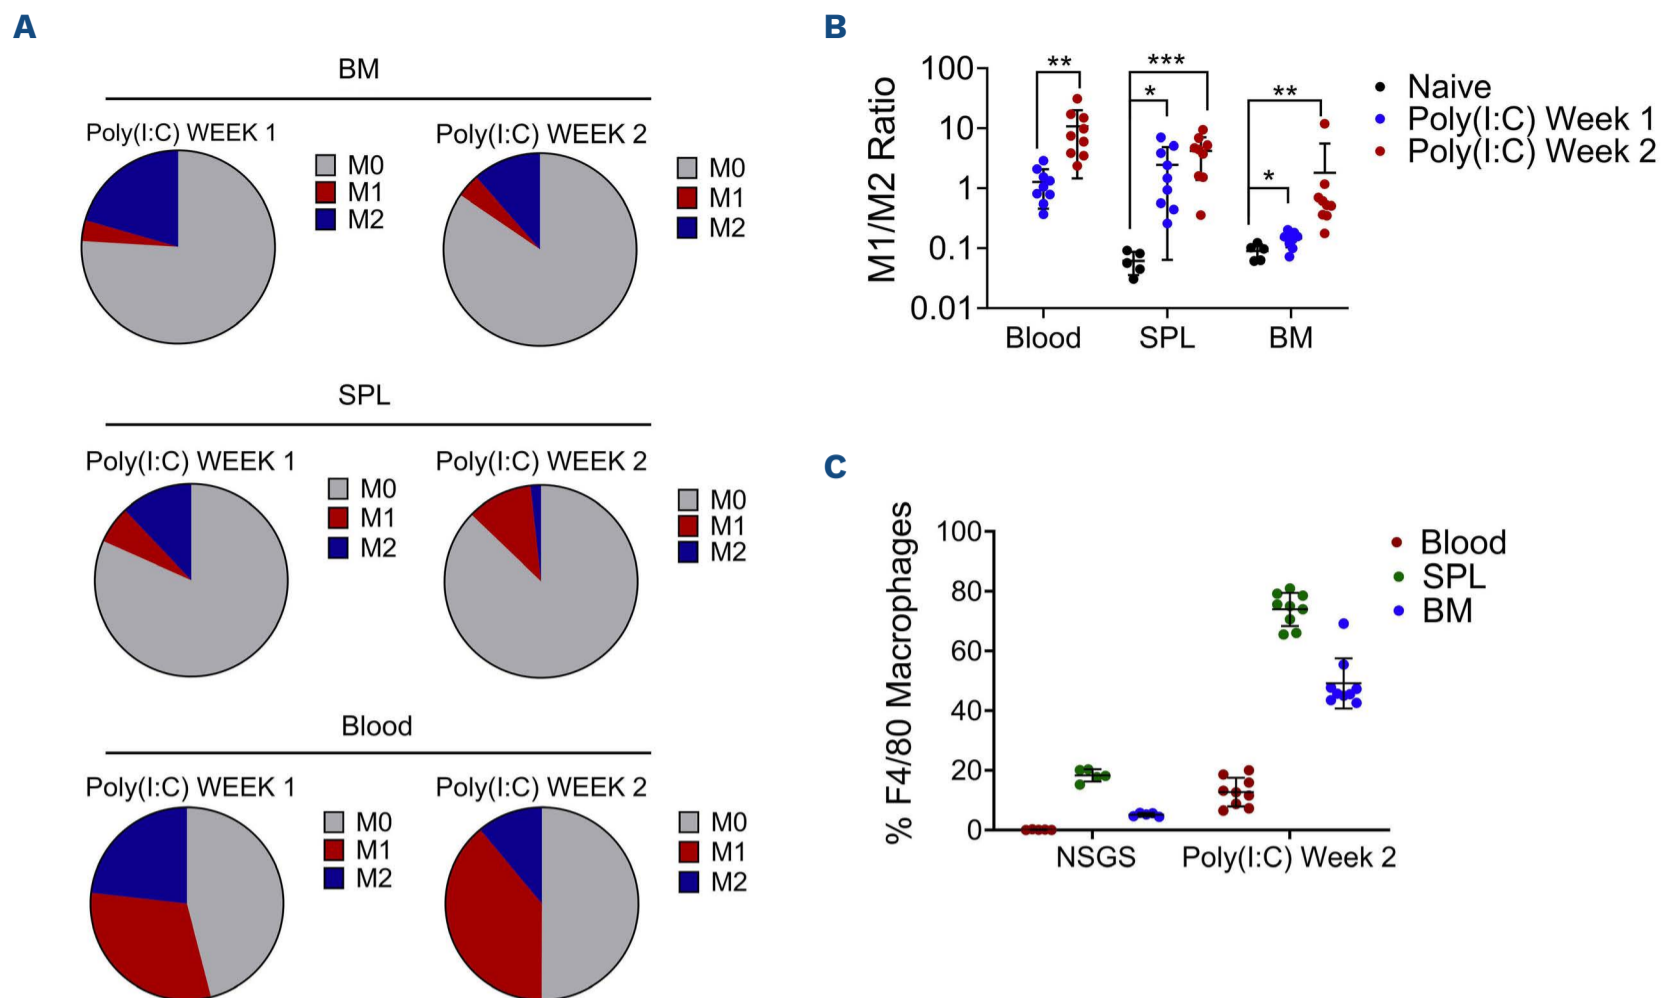 A
BM
Poly(I:C) WEEK 1
M0
M1
M2
Poly(I:C) WEEK 2
M0
M1
M2
SPL
Poly(I:C) WEEK 1
M0
M1
M2
Poly(I:C) WEEK 2
M0
M1
M2
Blood
Poly(I:C) WEEK 1
M0
M1
M2
Poly(I:C) WEEK 2
M0
M1
M2
B
M1/M2 Ratio
100
10
1
0.1
0.01
**
***
*
**
*
Blood
SPL
BM
Naive
Poly(I:C) Week 1
Poly(I:C) Week 2
C
% F4/80 Macrophages
100
80
60
40
20
0
NSGS
Poly(I:C) Week 2
Blood
SPL
BM